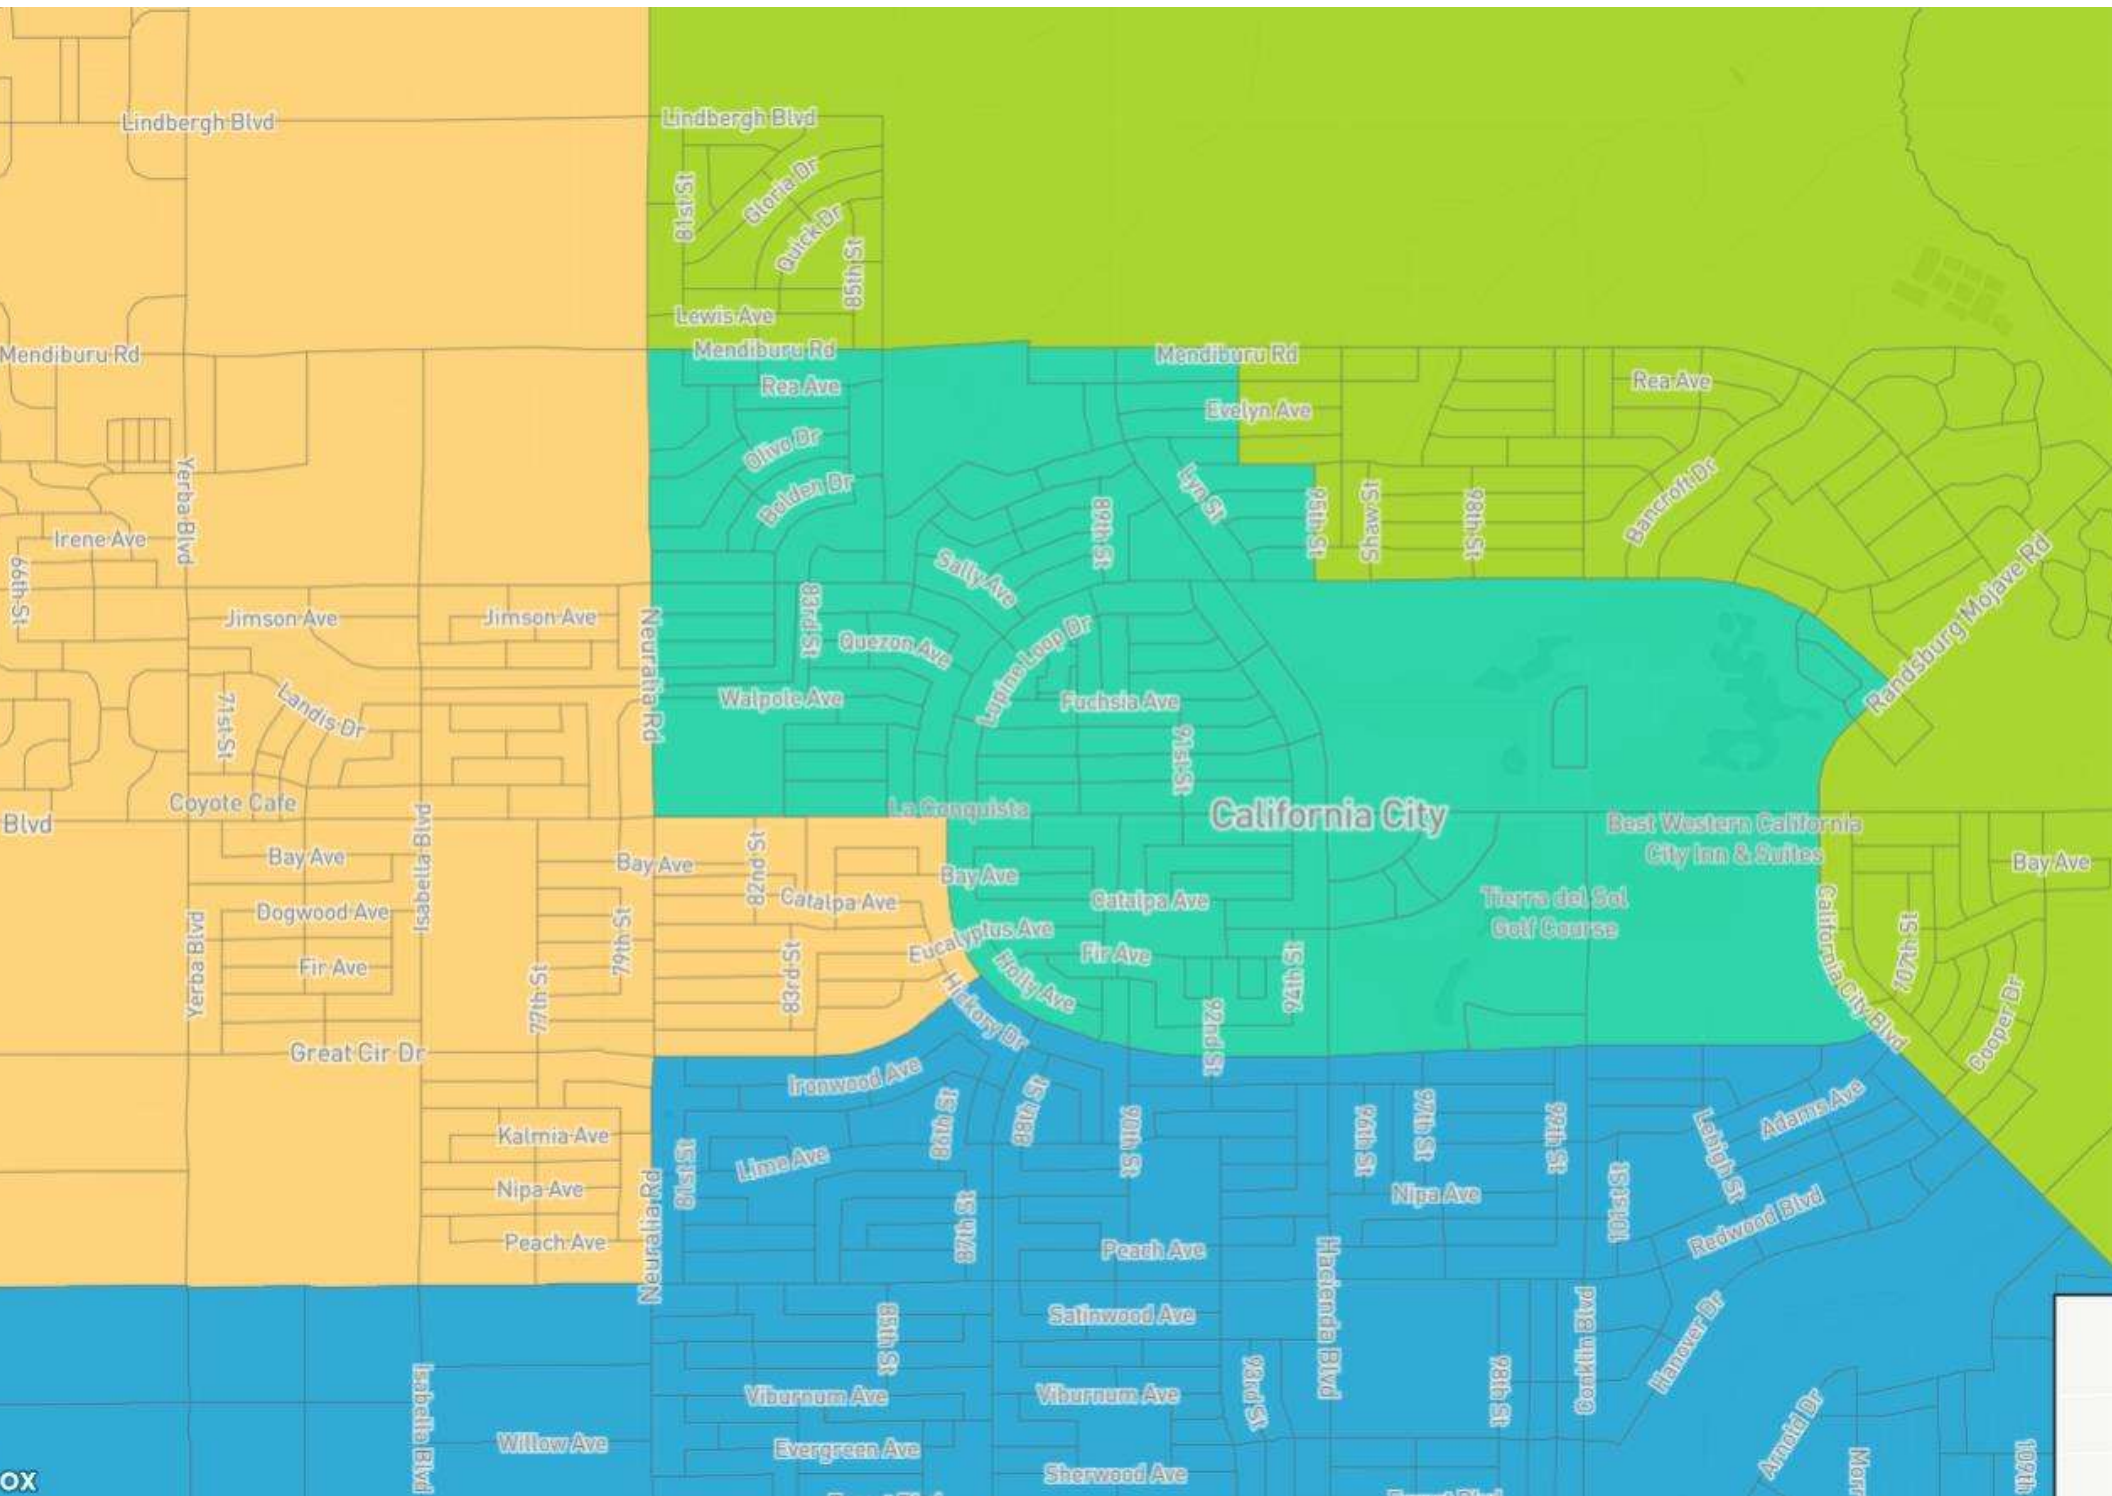 Lindbergh Blvd
Lindbergh Blvd
81st St
Gloria Dr
Quick Dr
85th St
Lewis Ave
Mendiburu Rd
Mendiburu Rd
Mendiburu Rd
Rea Ave
Rea Ave
Evelyn Ave
Olivo Dr
Bolden Dr
Lyn St
Yerba Blvd
Irene Ave
66th St
89th St
95th St
Shaw St
98th St
Bancroft Dr
Sally Ave
Randsburg Mojave Rd
Jimson Ave
Jimson Ave
Neuralia Rd
83rd St
Quezon Ave
Lupine Loop Dr
71st St
Landis Dr
Walpole Ave
Fuchsia Ave
91st St
Coyote Cafe
Blvd
La Conquista
California City
Best Western California
City Inn & Suites
Bay Ave
Isabella Blvd
Bay Ave
82nd St
Bay Ave
Bay Ave
Catalpa Ave
Catalpa Ave
Tierra del Sol
Golf Course
Dogwood Ave
Yerba Blvd
79th St
83rd St
Eucalyptus Ave
Fir Ave
Fir Ave
77th St
Hickory Dr
Holly Ave
92nd St
94th St
California City Blvd
107th St
Cooper Dr
Great Cir Dr
Ironwood Ave
86th St
88th St
90th St
96th St
97th St
99th St
Lehigh St
Adams Ave
Kalmia Ave
81st St
Lime Ave
Nipa Ave
Nipa Ave
101st St
Redwood Blvd
Neuralia Rd
87th St
Peach Ave
Peach Ave
Hacienda Blvd
85th St
Satinwood Ave
Conklin Blvd
Hanover Dr
Isabella Blvd
Viburnum Ave
Viburnum Ave
93rd St
98th St
Arnold Dr
Willow Ave
Evergreen Ave
Sherwood Ave
109th
ox